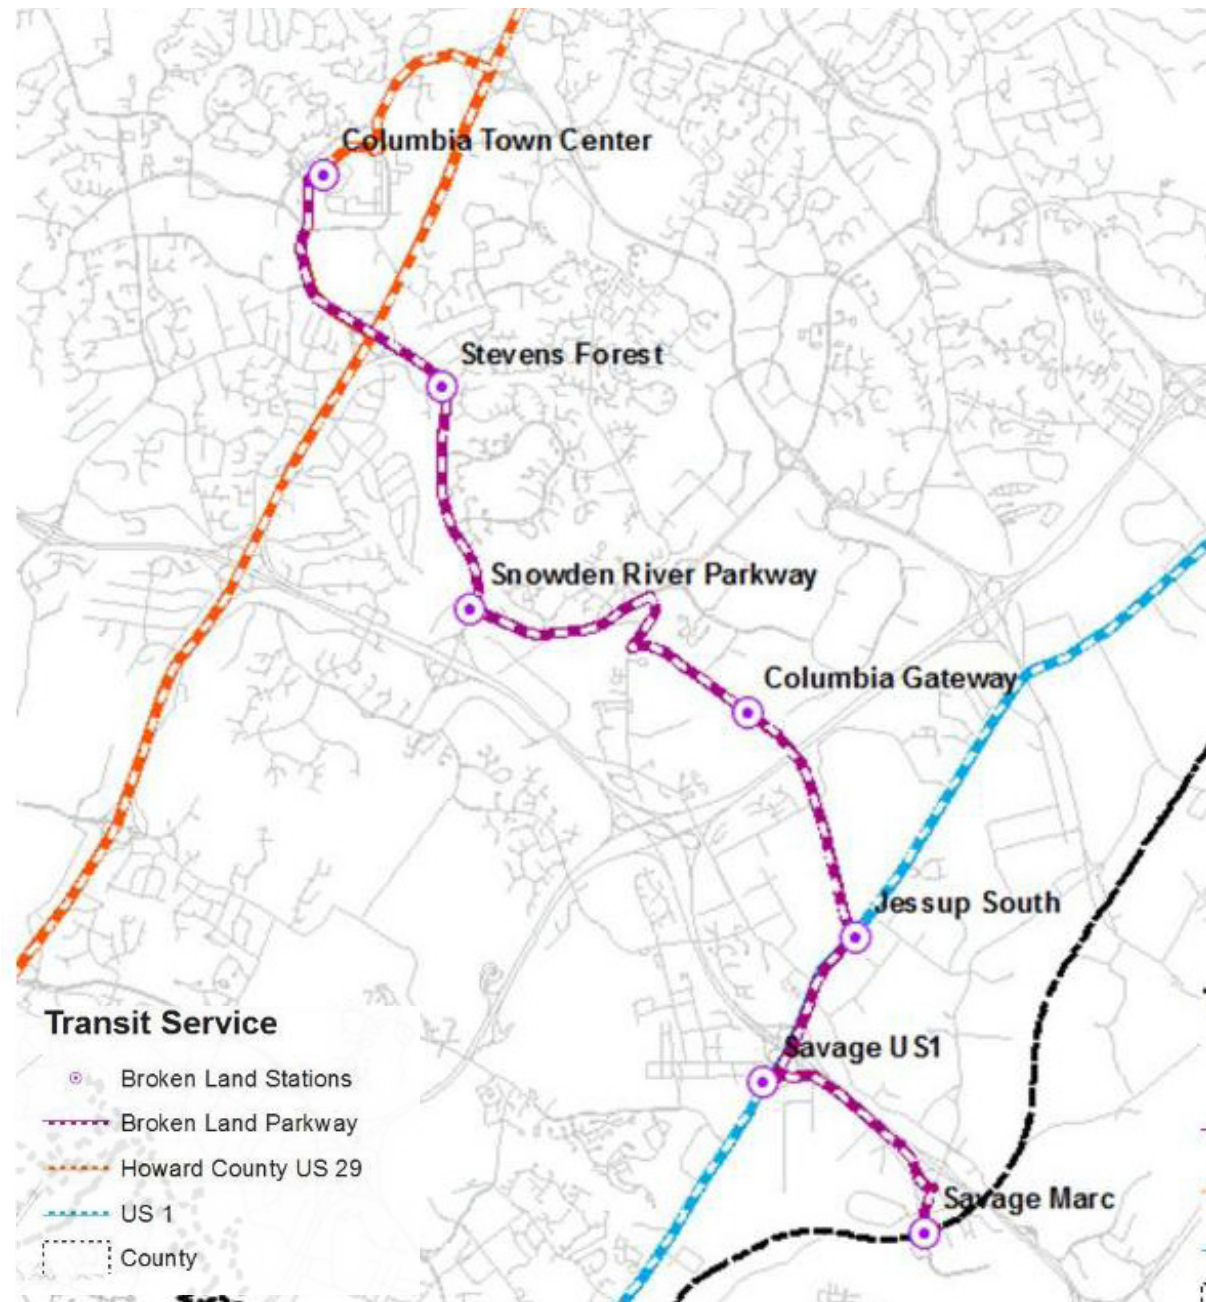 Columbia Town Center
Stevens Forest
Snowden River Parkway
Columbia Gateway
Jessup South
Savage US1
Savage Marc
Transit Service
Broken Land Stations
Broken Land Parkway
Howard County US 29
US 1
County